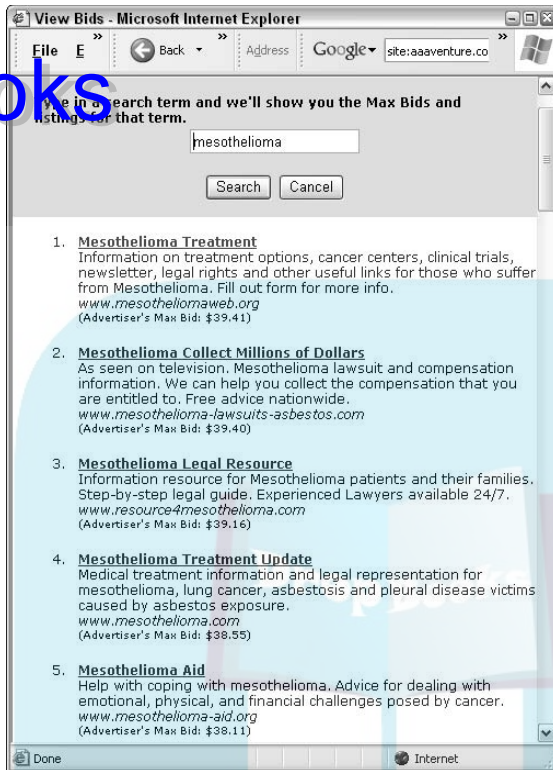 View Bids - Microsoft Internet Explorer
File E » Back » Address Google site:aaaventure.co »
oks
Type in a search term and we'll show you the Max Bids and
listings for that term.
mesothelioma
Search Cancel
1. Mesothelioma Treatment
Information on treatment options, cancer centers, clinical trials,
newsletter, legal rights and other useful links for those who suffer
from Mesothelioma. Fill out form for more info.
www.mesotheliomaweb.org
(Advertiser's Max Bid: $39.41)
2. Mesothelioma Collect Millions of Dollars
As seen on television. Mesothelioma lawsuit and compensation
information. We can help you collect the compensation that you
are entitled to. Free advice nationwide.
www.mesothelioma-lawsuits-asbestos.com
(Advertiser's Max Bid: $39.40)
3. Mesothelioma Legal Resource
Information resource for Mesothelioma patients and their families.
Step-by-step legal guide. Experienced Lawyers available 24/7.
www.resource4mesothelioma.com
(Advertiser's Max Bid: $39.16)
4. Mesothelioma Treatment Update
Medical treatment information and legal representation for
mesothelioma, lung cancer, asbestosis and pleural disease victims
caused by asbestos exposure.
www.mesothelioma.com
(Advertiser's Max Bid: $38.55)
5. Mesothelioma Aid
Help with coping with mesothelioma. Advice for dealing with
emotional, physical, and financial challenges posed by cancer.
www.mesothelioma-aid.org
(Advertiser's Max Bid: $38.11)
Done Internet